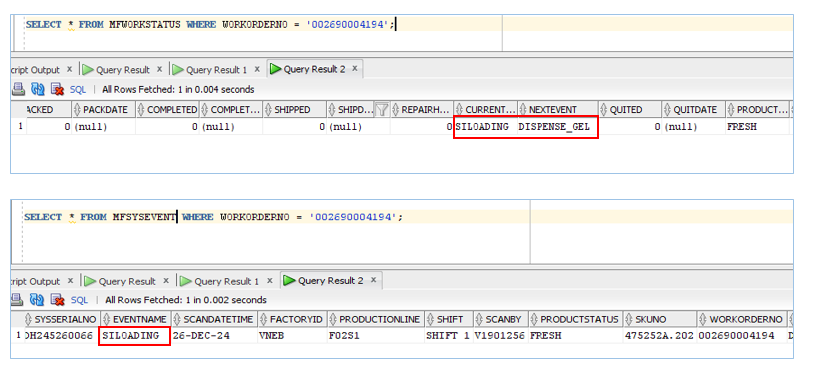 SELECT * FROM MFWORKSTATUS WHERE WORKORDERNO = '002690004194';
cript Output x Query Result x Query Result 1 x Query Result 2 x
SQL | All Rows Fetched: 1 in 0.004 seconds
ACKED PACKDATE COMPLETED COMPLET... SHIPPED SHIPD... REPAIRH... CURRENT... NEXTEVENT QUITED QUITDATE PRODUCT...
1 0 (null) 0 (null) 0 (null) 0 SILOADING DISPENSE_GEL 0 (null) FRESH
SELECT * FROM MFSYSEVENT WHERE WORKORDERNO = '002690004194';
ript Output x Query Result x Query Result 1 x Query Result 2 x
SQL | All Rows Fetched: 1 in 0.002 seconds
SYSSERIALNO EVENTNAME SCANDATETIME FACTORYID PRODUCTIONLINE SHIFT SCANBY PRODUCTSTATUS SKUNO WORKORDERNO
1 DH245260066 SILOADING 26-DEC-24 VNEB F02S1 SHIFT 1 V1901256 FRESH 475252A.202 002690004194 D